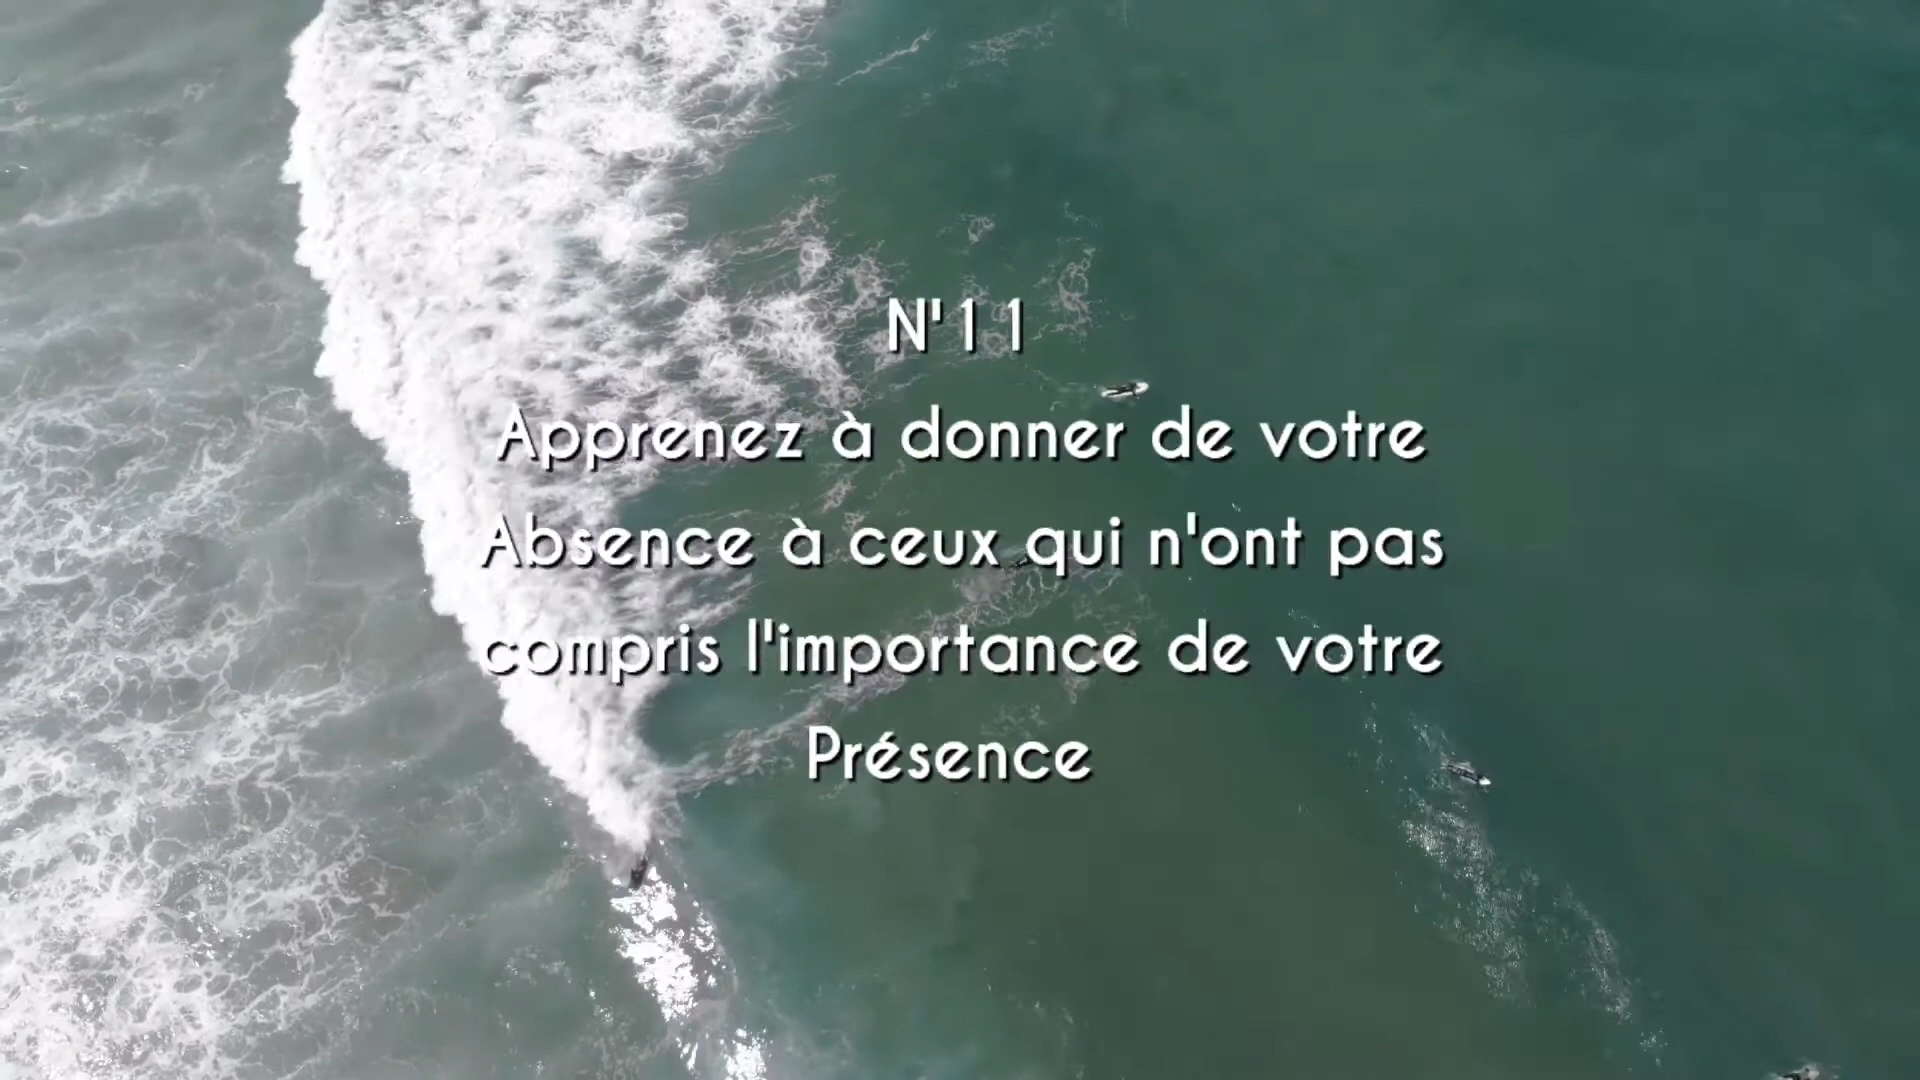 N'11
Apprenez à donner de votre
Absence à ceux qui n'ont pas
compris l'importance de votre
Présence